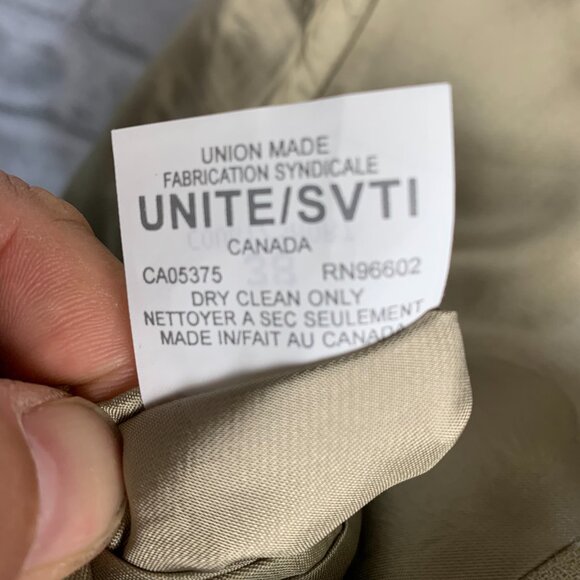 UNION MADE
FABRICATION SYNDICALE
UNITE/SVTI
CANADA
CA05375 RN96602
DRY CLEAN ONLY
NETTOYER A SEC SEULEMENT
MADE IN/FAIT AU CANADA